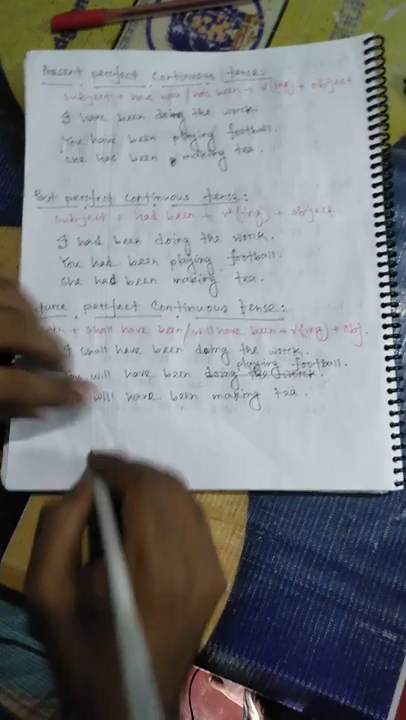 Present perfect continuous tense:
subject + have been/has been + v(ing) + object
I have been doing the work.
You have been playing football.
She has been making tea.
Past perfect continuous tense:
subject + had been + v(ing) + object
I had been doing the work.
You had been playing football.
She had been making tea.
perfect continuous tense:
+ shall have been/will have been + v(ing) + obj.
I shall have been doing the work.
playing football.
will have been doing the work.
will have been making tea.